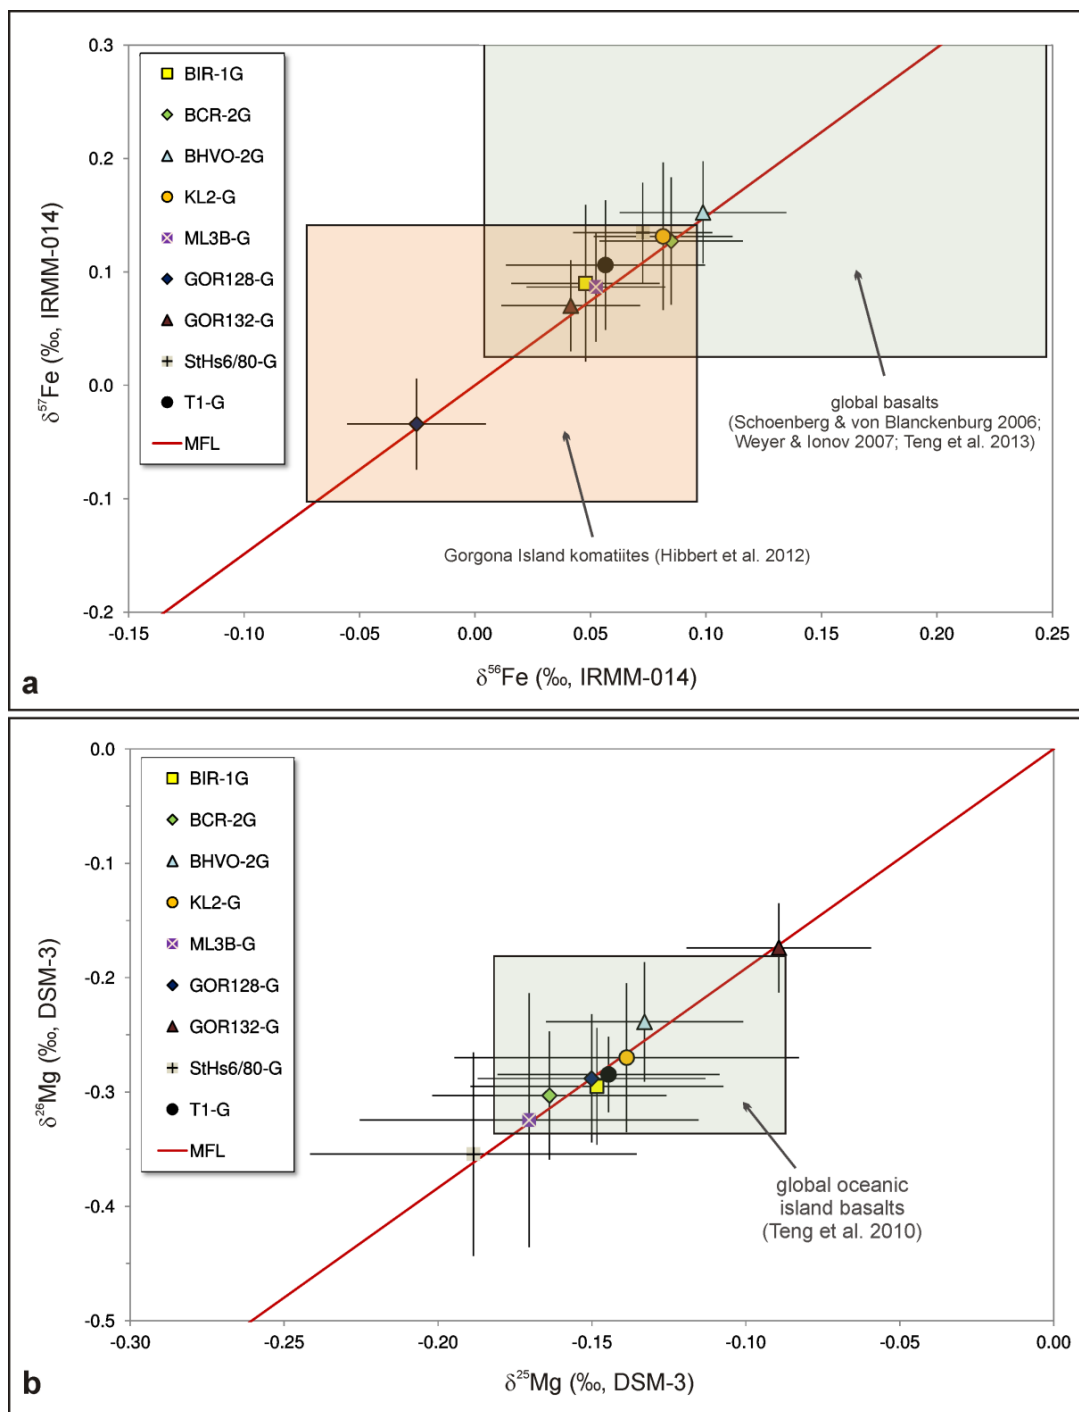 0.3
0.2
0.1
0.0
-0.1
-0.2
δ⁵⁷Fe (‰, IRMM-014)
BIR-1G
BCR-2G
BHVO-2G
KL2-G
ML3B-G
GOR128-G
GOR132-G
StHs6/80-G
T1-G
MFL
global basalts
(Schoenberg & von Blanckenburg 2006;
Weyer & Ionov 2007; Teng et al. 2013)
Gorgona Island komatiites (Hibbert et al. 2012)
-0.15 -0.10 -0.05 0.00 0.05 0.10 0.15 0.20 0.25
δ⁵⁶Fe (‰, IRMM-014)
a
0.0
-0.1
-0.2
-0.3
-0.4
-0.5
δ²⁶Mg (‰, DSM-3)
BIR-1G
BCR-2G
BHVO-2G
KL2-G
ML3B-G
GOR128-G
GOR132-G
StHs6/80-G
T1-G
MFL
global oceanic
island basalts
(Teng et al. 2010)
-0.30 -0.25 -0.20 -0.15 -0.10 -0.05 0.00
δ²⁵Mg (‰, DSM-3)
b